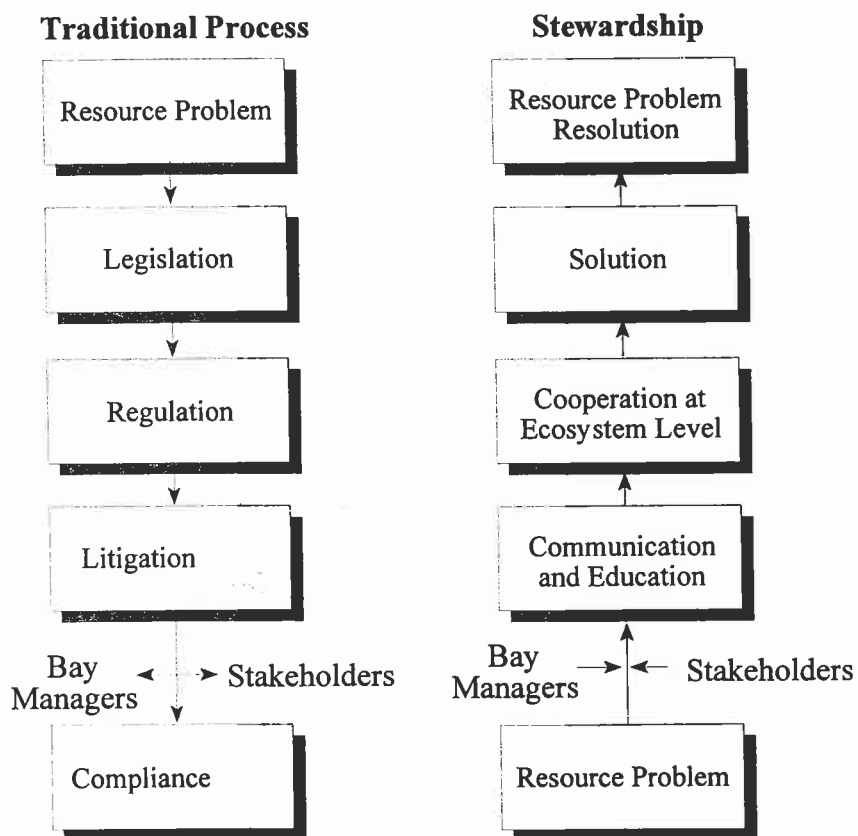 Traditional Process
Resource Problem
Legislation
Regulation
Litigation
Bay
Managers
Stakeholders
Compliance
Stewardship
Resource Problem
Resolution
Solution
Cooperation at
Ecosystem Level
Communication
and Education
Bay
Managers
Stakeholders
Resource Problem